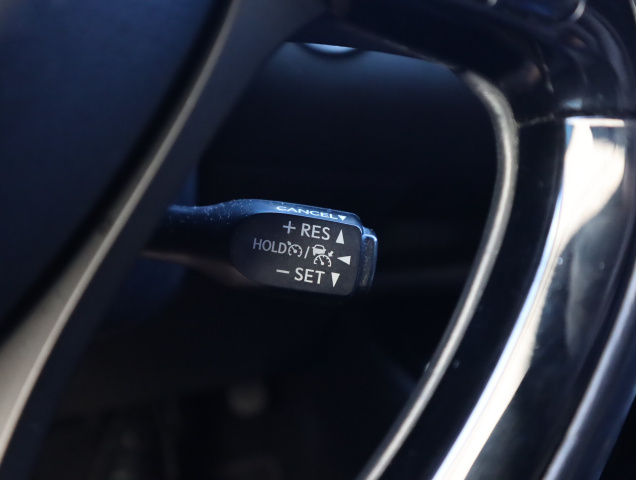 CANCEL▼
+ RES ▲
HOLD / ◄
− SET ▼